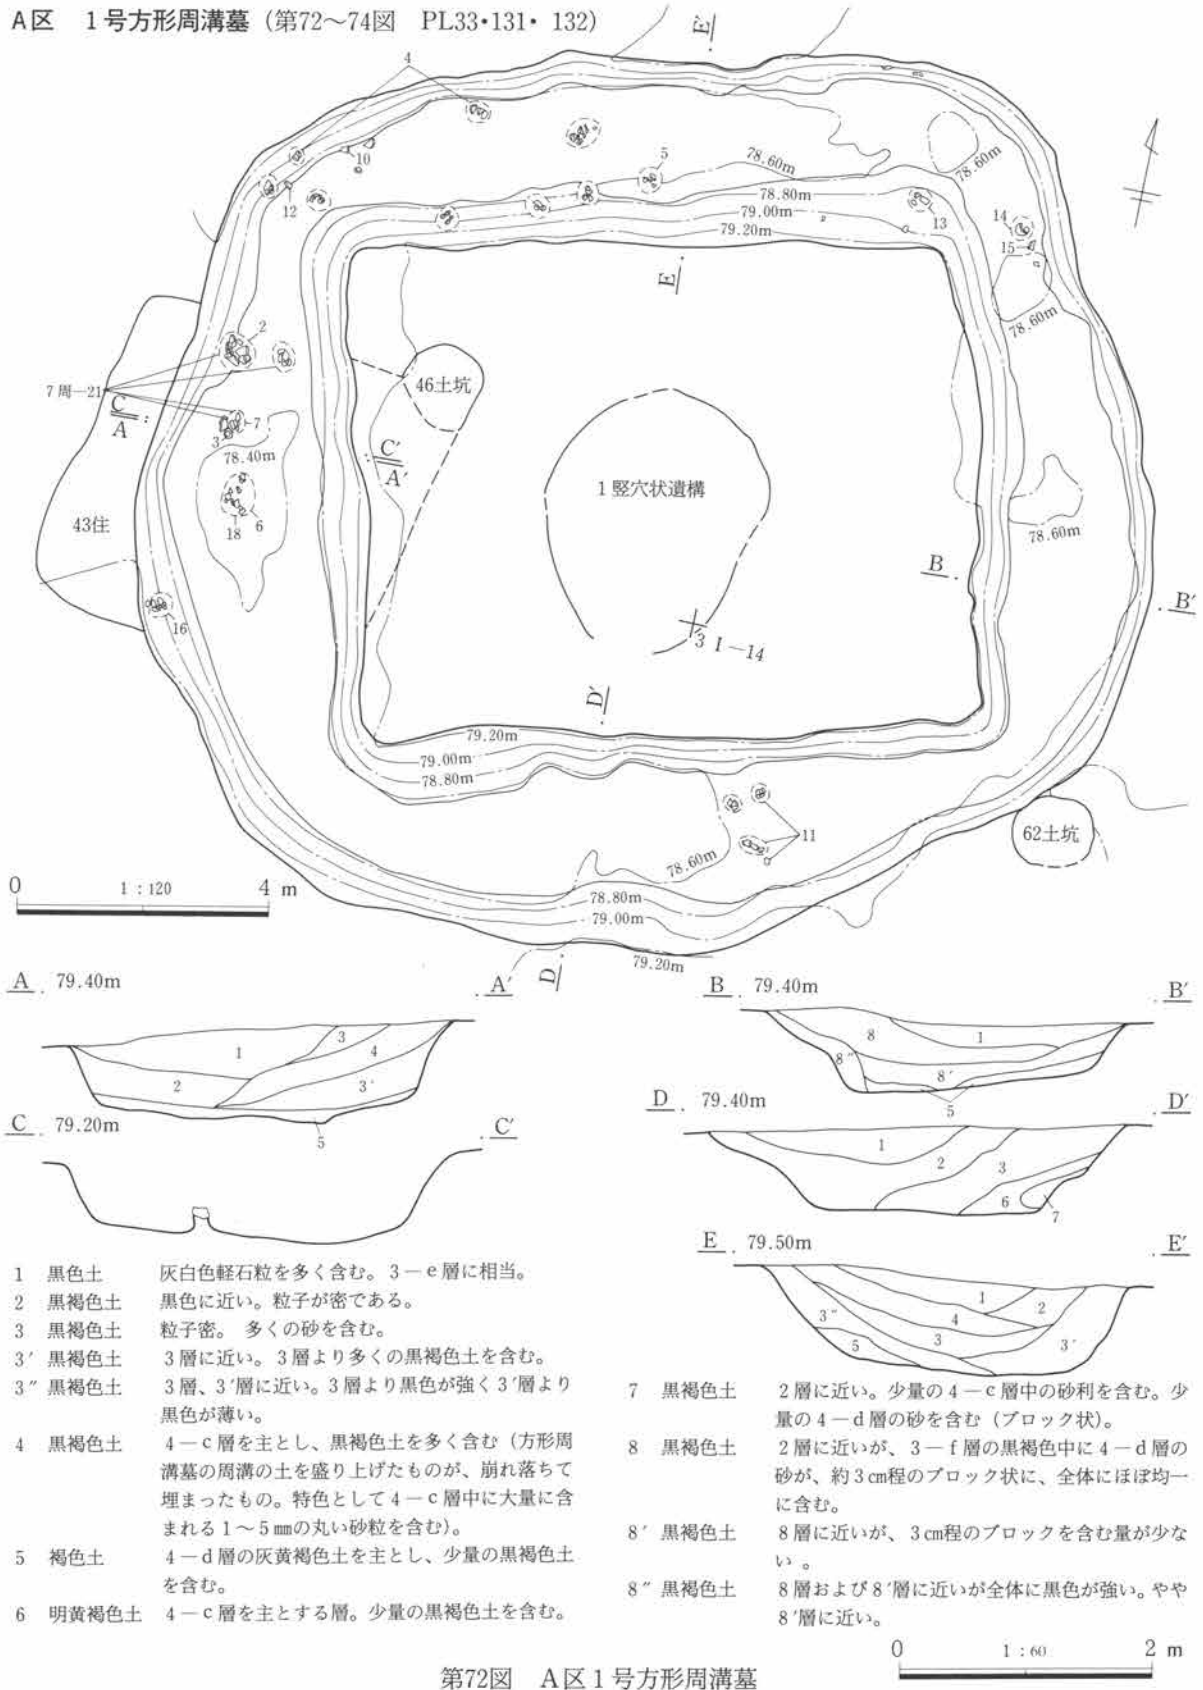 A区 1号方形周溝墓 (第72〜74図 PL33•131• 132)
E′
4
10
12
5
78.60m
78.80m
79.00m
79.20m
13
78.60m
14
15
78.60m
E
2
7周—21
C
A
7
3
78.40m
43住
18
6
16
46土坑
C′
A′
1竪穴状遺構
3 I—14
B
B′
78.60m
D′
79.20m
79.00m
78.80m
11
78.60m
62土坑
78.80m
79.00m
79.20m
D
0 1:120 4 m
A 79.40m A′
1
2
3
4
3′
5
C 79.20m C′
B 79.40m B′
8
1
8″
8′
5
D 79.40m D′
1
2
3
6
7
E 79.50m E′
1
2
4
3″
3
5
3′
1 黒色土 灰白色軽石粒を多く含む。3—e層に相当。
2 黒褐色土 黒色に近い。粒子が密である。
3 黒褐色土 粒子密。 多くの砂を含む。
3′ 黒褐色土 3層に近い。3層より多くの黒褐色土を含む。
3″ 黒褐色土 3層、3′層に近い。3層より黒色が強く3′層より
黒色が薄い。
4 黒褐色土 4—c層を主とし、黒褐色土を多く含む(方形周
溝墓の周溝の土を盛り上げたものが、崩れ落ちて
埋まったもの。特色として4—c層中に大量に含
まれる1〜5㎜の丸い砂粒を含む)。
5 褐色土 4—d層の灰黄褐色土を主とし、少量の黒褐色土
を含む。
6 明黄褐色土 4—c層を主とする層。少量の黒褐色土を含む。
7 黒褐色土 2層に近い。少量の4—c層中の砂利を含む。少
量の4—d層の砂を含む(ブロック状)。
8 黒褐色土 2層に近いが、3—f層の黒褐色中に4—d層の
砂が、約3㎝程のブロック状に、全体にほぼ均一
に含む。
8′ 黒褐色土 8層に近いが、3㎝程のブロックを含む量が少な
い 。
8″ 黒褐色土 8層および8′層に近いが全体に黒色が強い。やや
8′層に近い。
0 1:60 2 m
第72図 A区1号方形周溝墓